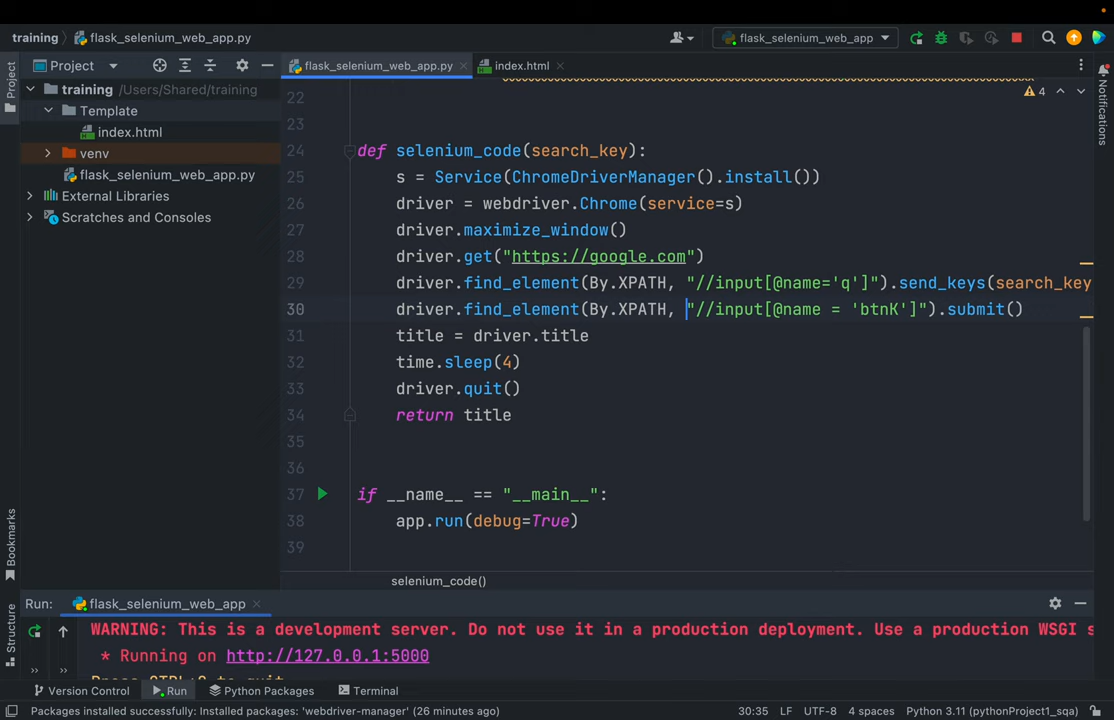 training flask_selenium_web_app.py flask_selenium_web_app
Project flask_selenium_web_app.py index.html
Project
training /Users/Shared/training
Template
index.html
venv
flask_selenium_web_app.py
External Libraries
Scratches and Consoles
Notifications
4
22
23
24 def selenium_code(search_key):
25 s = Service(ChromeDriverManager().install())
26 driver = webdriver.Chrome(service=s)
27 driver.maximize_window()
28 driver.get("https://google.com")
29 driver.find_element(By.XPATH, "//input[@name='q']").send_keys(search_key
30 driver.find_element(By.XPATH, "//input[@name = 'btnK']").submit()
31 title = driver.title
32 time.sleep(4)
33 driver.quit()
34 return title
35
36
37 if __name__ == "__main__":
38 app.run(debug=True)
39
selenium_code()
Bookmarks
Structure
Run: flask_selenium_web_app
WARNING: This is a development server. Do not use it in a production deployment. Use a production WSGI s
* Running on http://127.0.0.1:5000
Press CTRL+C to quit
Version Control Run Python Packages Terminal
Packages installed successfully: Installed packages: 'webdriver-manager' (26 minutes ago) 30:35 LF UTF-8 4 spaces Python 3.11 (pythonProject1_sqa)